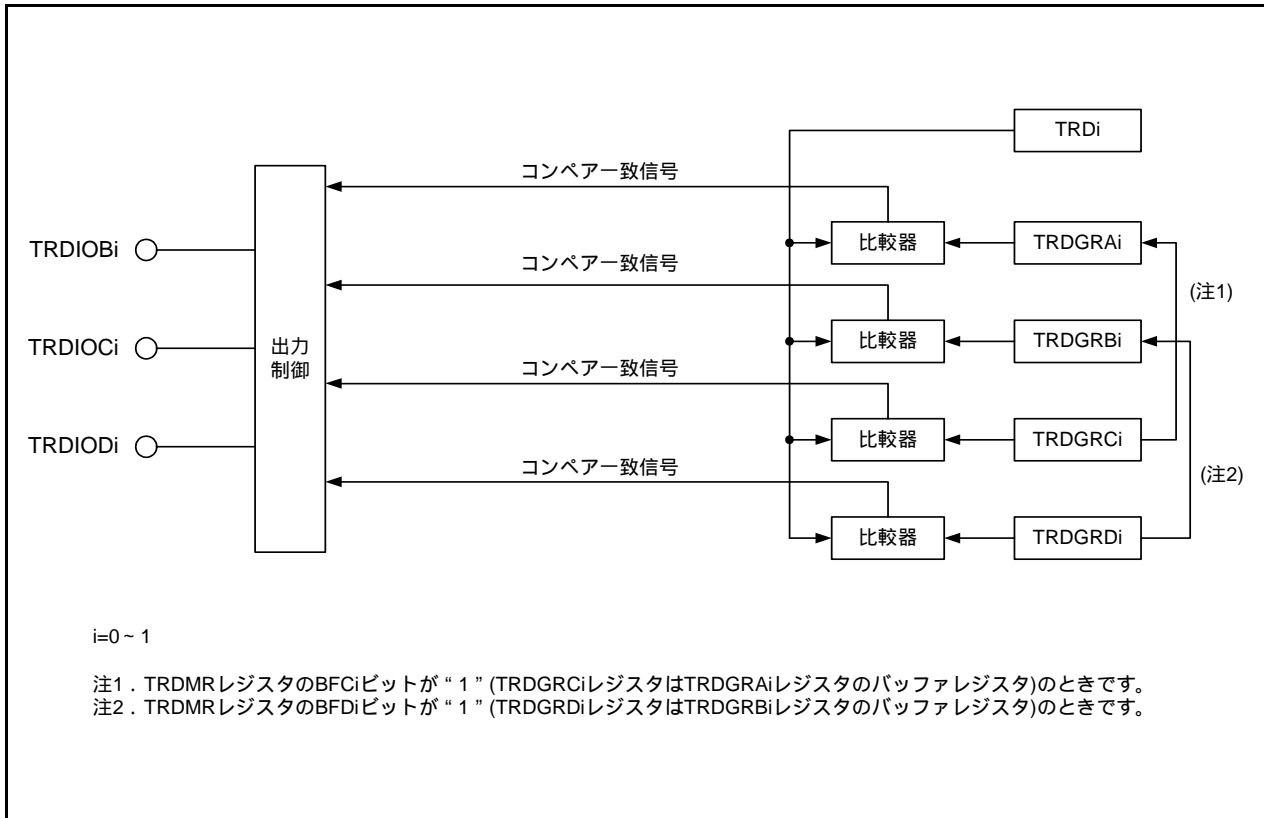 TRDi
コンペア一致信号
比較器
TRDGRAi
TRDIOBi
コンペア一致信号
(注1)
比較器
TRDGRBi
TRDIOCi
出力
制御
コンペア一致信号
比較器
TRDGRCi
TRDIODi
コンペア一致信号
(注2)
比較器
TRDGRDi
i=0~1
注1．TRDMRレジスタのBFCiビットが“1”(TRDGRCiレジスタはTRDGRAiレジスタのバッファレジスタ)のときです。
注2．TRDMRレジスタのBFDiビットが“1”(TRDGRDiレジスタはTRDGRBiレジスタのバッファレジスタ)のときです。